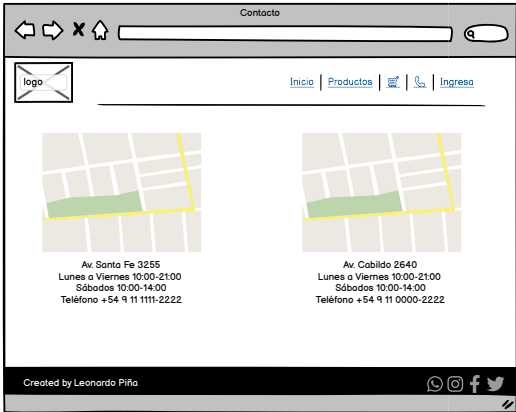 Contacto
logo
Inicio
Productos
Ingreso
Av. Santa Fe 3255
Lunes a Viernes 10:00-21:00
Sábados 10:00-14:00
Teléfono +54 9 11 1111-2222
Av. Cabildo 2640
Lunes a Viernes 10:00-21:00
Sábados 10:00-14:00
Teléfono +54 9 11 0000-2222
Created by Leonardo Piña